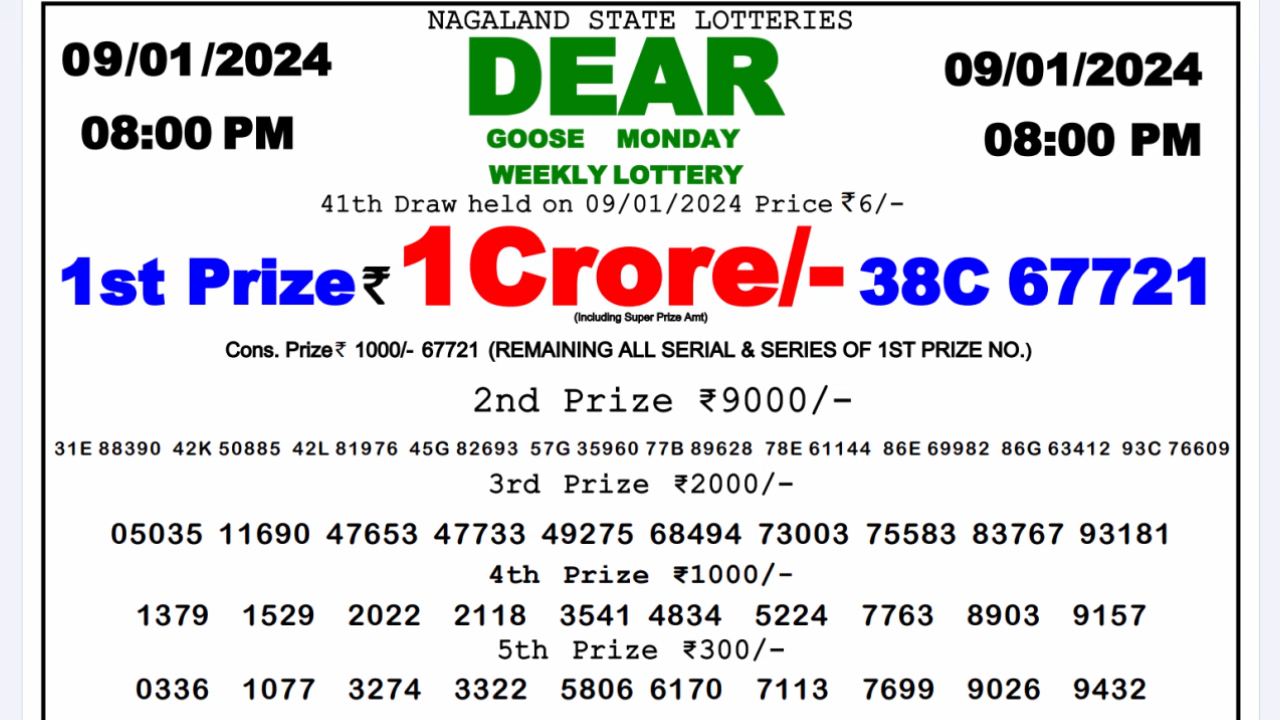 NAGALAND STATE LOTTERIES
09/01/2024 DEAR 09/01/2024
08:00 PM GOOSE MONDAY 08:00 PM
WEEKLY LOTTERY
41th Draw held on 09/01/2024 Price ₹6/-
1st Prize ₹ 1Crore/- 38C 67721
(Including Super Prize Amt)
Cons. Prize₹ 1000/- 67721 (REMAINING ALL SERIAL & SERIES OF 1ST PRIZE NO.)
2nd Prize ₹9000/-
31E 88390 42K 50885 42L 81976 45G 82693 57G 35960 77B 89628 78E 61144 86E 69982 86G 63412 93C 76609
3rd Prize ₹2000/-
05035 11690 47653 47733 49275 68494 73003 75583 83767 93181
4th Prize ₹1000/-
1379 1529 2022 2118 3541 4834 5224 7763 8903 9157
5th Prize ₹300/-
0336 1077 3274 3322 5806 6170 7113 7699 9026 9432